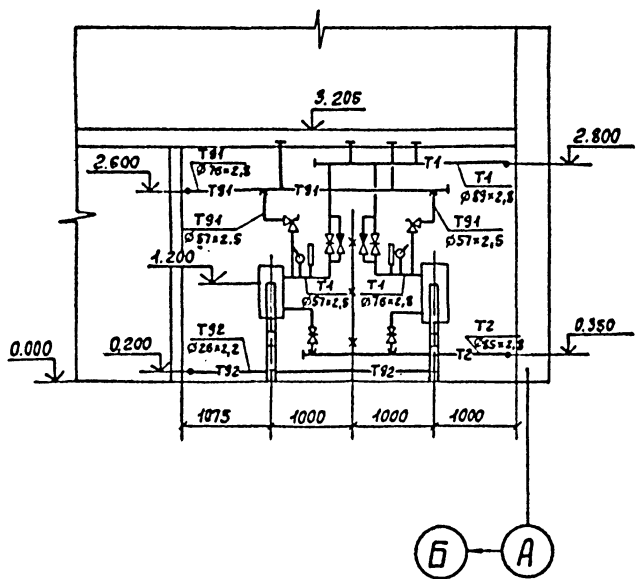 3.205
2.800
2.600
Т91
Ø76×2,8
Т1
Т1
Ø89×2,8
Т91
Т91
Т91
Ø57×2,5
Т91
Ø57×2,5
1.200
Т1
Ø57×2,5
Т1
Ø76×2,8
0.000
0,200
Т92
Ø26×2,2
Т2
0.350
Т2
Т92
Т92
1075
1000
1000
1000
Б
А